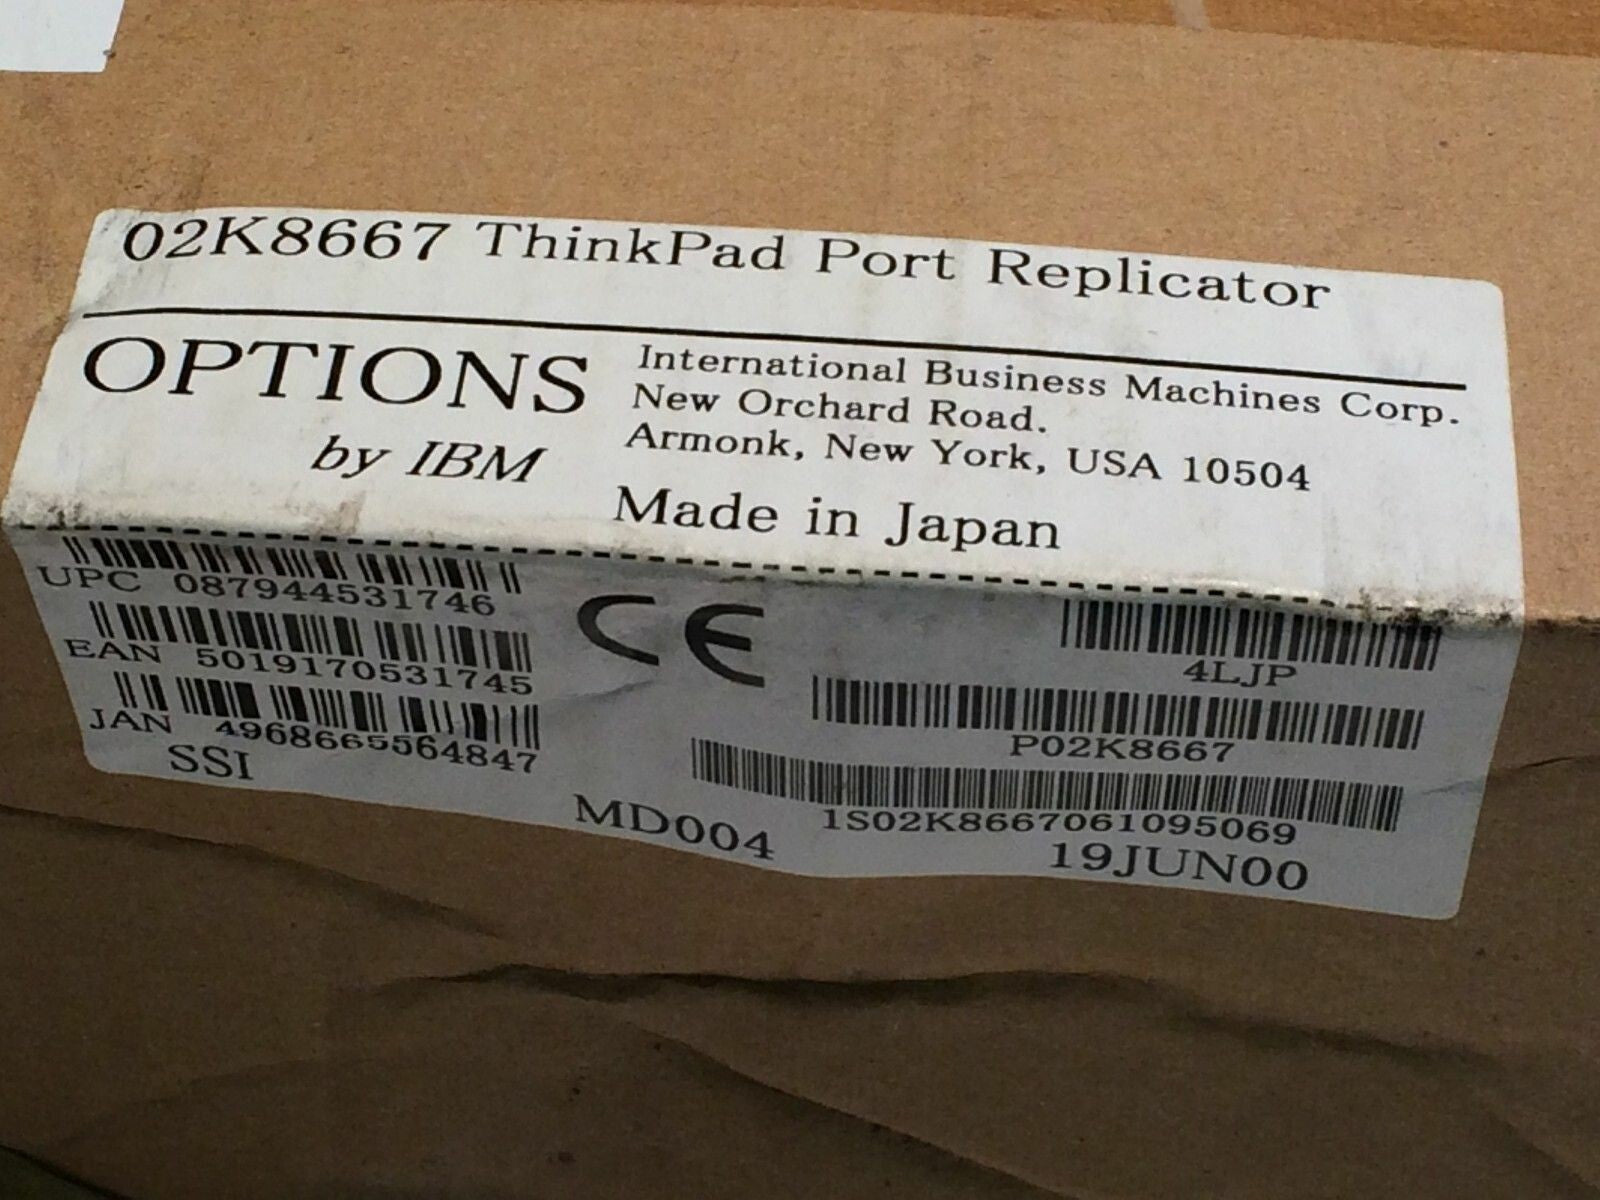 02K8667 ThinkPad Port Replicator
OPTIONS
by IBM
International Business Machines Corp.
New Orchard Road.
Armonk, New York, USA 10504
Made in Japan
UPC 087944531746
EAN 5019170531745
JAN 4968665564847
SSI
CE
4LJP
P02K8667
1S02K8667061095069
MD004
19JUN00